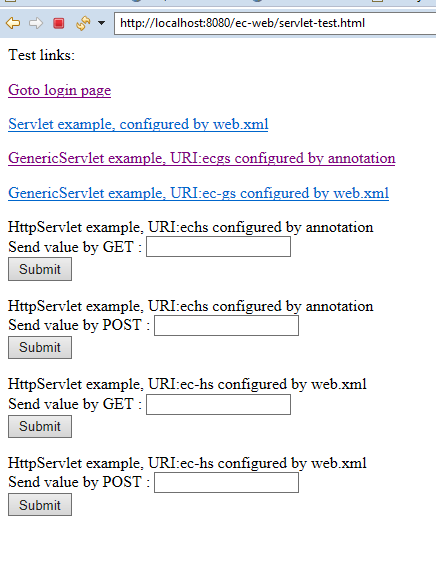 http://localhost:8080/ec-web/servlet-test.html
Test links:
Goto login page
Servlet example, configured by web.xml
GenericServlet example, URI:ecgs configured by annotation
GenericServlet example, URI:ec-gs configured by web.xml
HttpServlet example, URI:echs configured by annotation
Send value by GET :
Submit
HttpServlet example, URI:echs configured by annotation
Send value by POST :
Submit
HttpServlet example, URI:ec-hs configured by web.xml
Send value by GET :
Submit
HttpServlet example, URI:ec-hs configured by web.xml
Send value by POST :
Submit